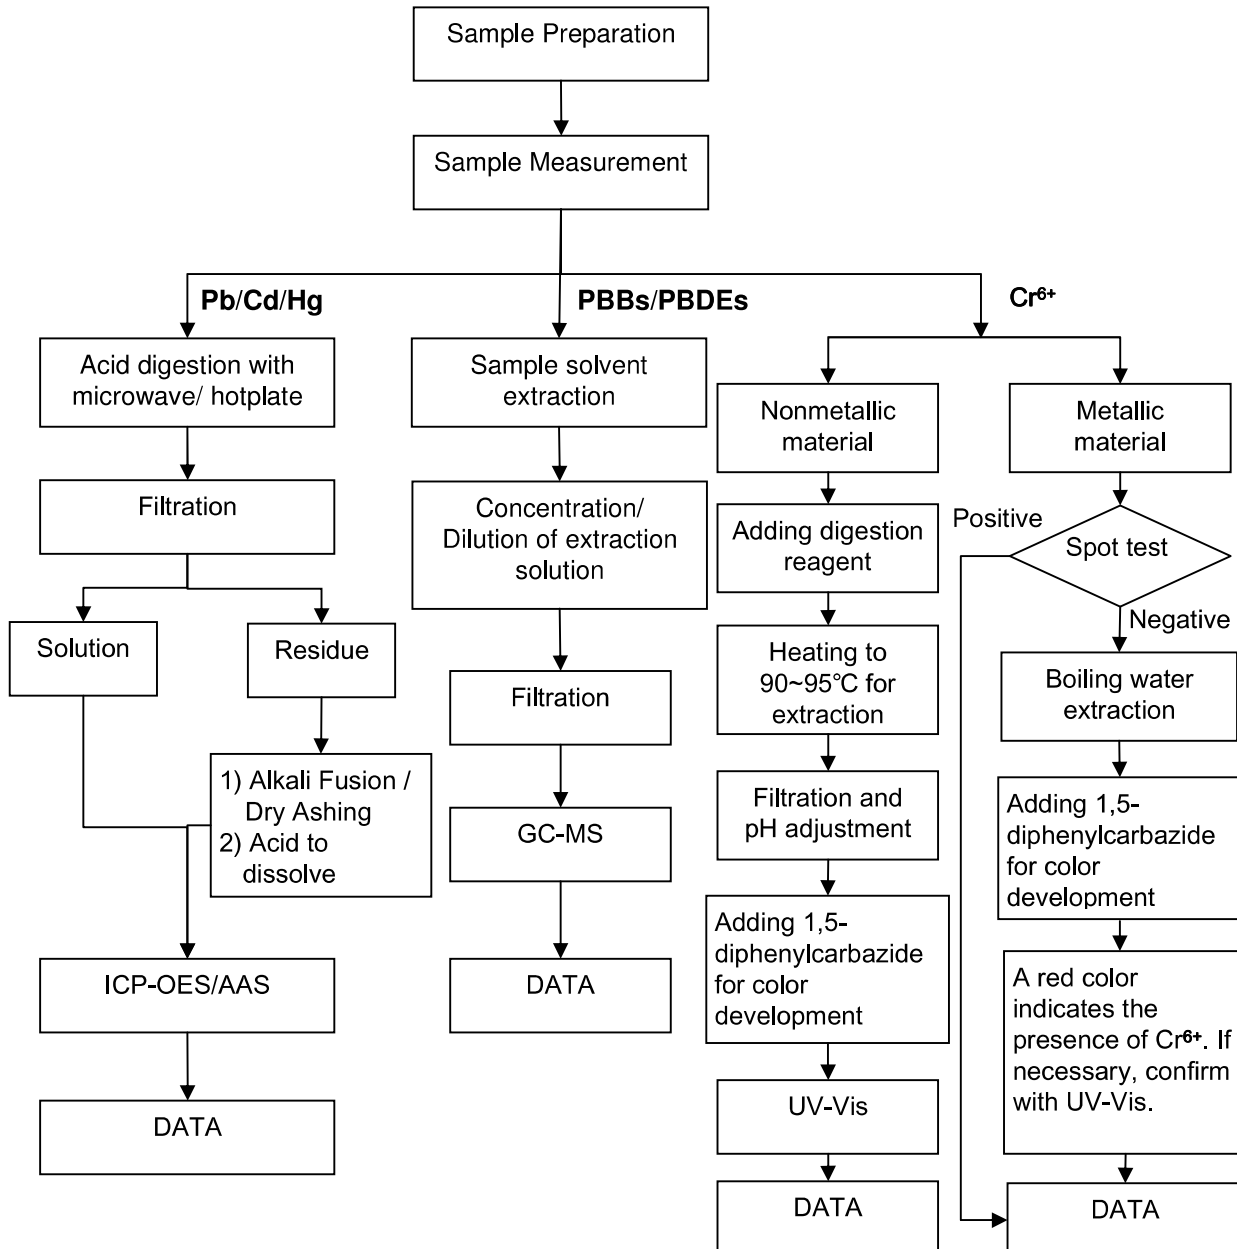 Sample Preparation
Sample Measurement
Pb/Cd/Hg
PBBs/PBDEs
Cr⁶⁺
Acid digestion with
microwave/ hotplate
Filtration
Solution
Residue
1) Alkali Fusion /
Dry Ashing
2) Acid to
dissolve
ICP-OES/AAS
DATA
Sample solvent
extraction
Concentration/
Dilution of extraction
solution
Filtration
GC-MS
DATA
Nonmetallic
material
Adding digestion
reagent
Heating to
90~95℃ for
extraction
Filtration and
pH adjustment
Adding 1,5-
diphenylcarbazide
for color
development
UV-Vis
DATA
Metallic
material
Positive
Spot test
Negative
Boiling water
extraction
Adding 1,5-
diphenylcarbazide
for color
development
A red color
indicates the
presence of Cr⁶⁺. If
necessary, confirm
with UV-Vis.
DATA